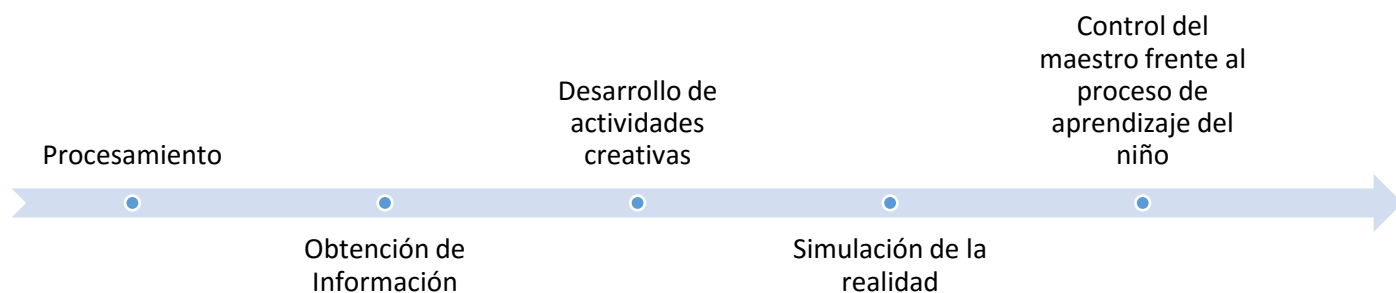 Procesamiento
Obtención de
Información
Desarrollo de
actividades
creativas
Simulación de la
realidad
Control del
maestro frente al
proceso de
aprendizaje del
niño